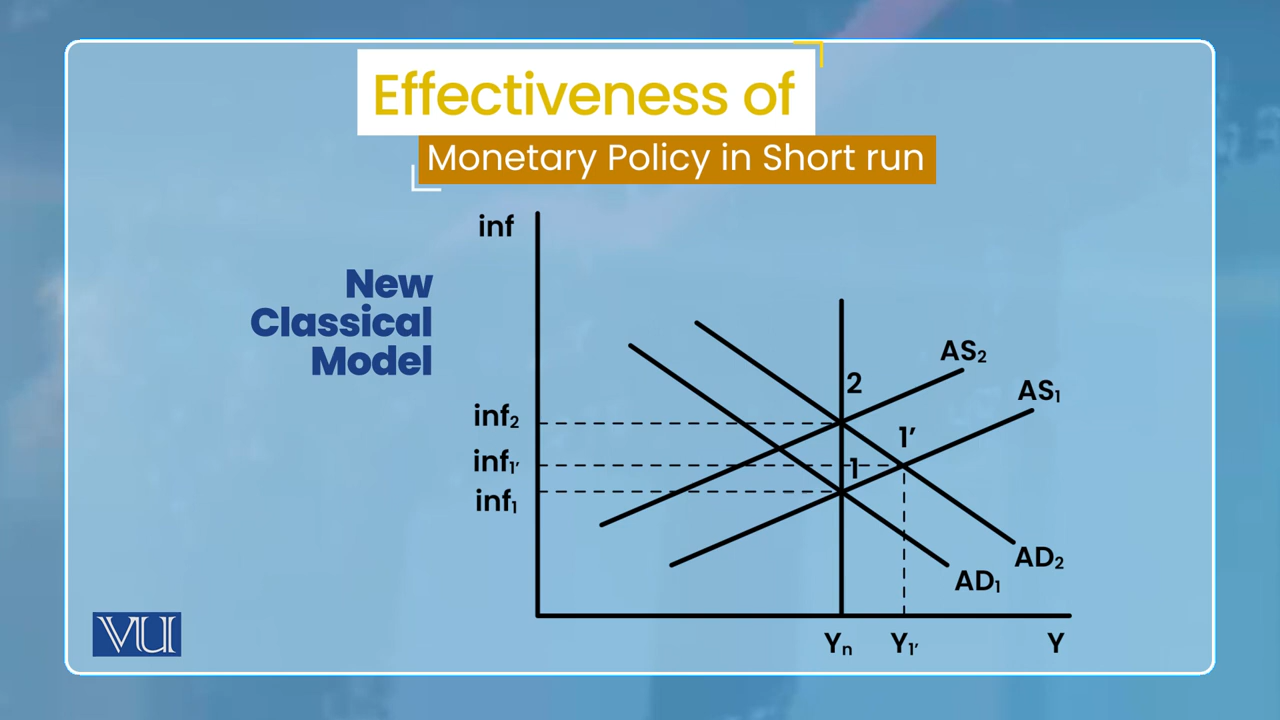 Effectiveness of
Monetary Policy in Short run
inf
New
Classical
Model
AS₂
2
AS₁
inf₂
1′
inf₁′
1
inf₁
AD₂
AD₁
VU
Yₙ
Y₁′
Y